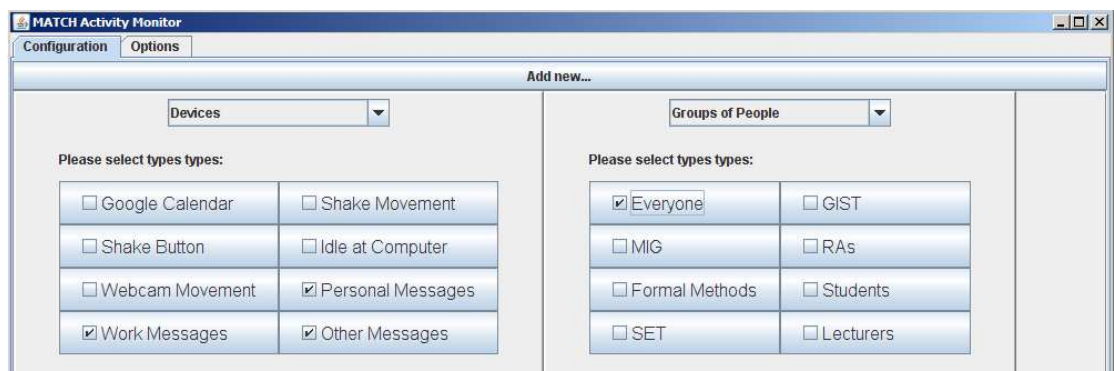 MATCH Activity Monitor
Configuration Options
Add new...
Devices
Please select types types:
Google Calendar Shake Movement
Shake Button Idle at Computer
Webcam Movement Personal Messages
Work Messages Other Messages
Groups of People
Please select types types:
Everyone GIST
MIG RAs
Formal Methods Students
SET Lecturers